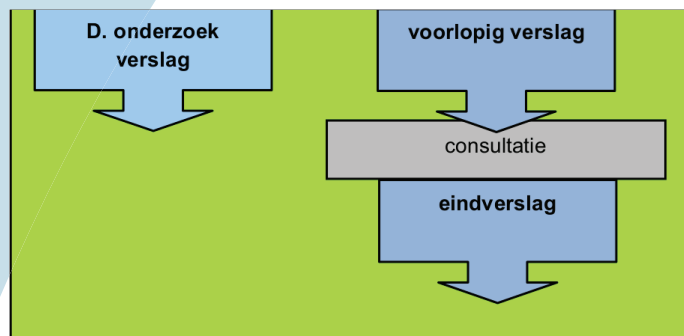 D. onderzoek
verslag
voorlopig verslag
consultatie
eindverslag